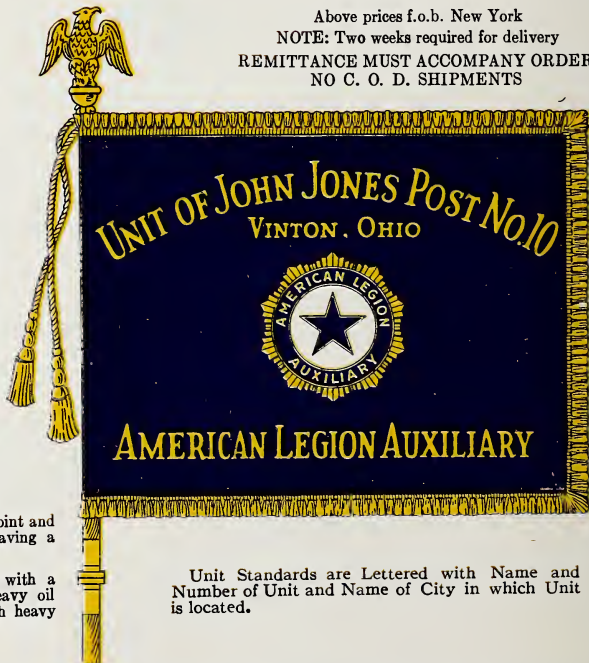 Above prices f.o.b. New York
NOTE: Two weeks required for delivery
REMITTANCE MUST ACCOMPANY ORDER
NO C. O. D. SHIPMENTS
UNIT OF JOHN JONES POST NO.10
VINTON, OHIO
AMERICAN LEGION
AUXILIARY
AMERICAN LEGION AUXILIARY
oint and
aving a
with a
eavy oil
h heavy
Unit Standards are Lettered with Name and
Number of Unit and Name of City in which Unit
is located.